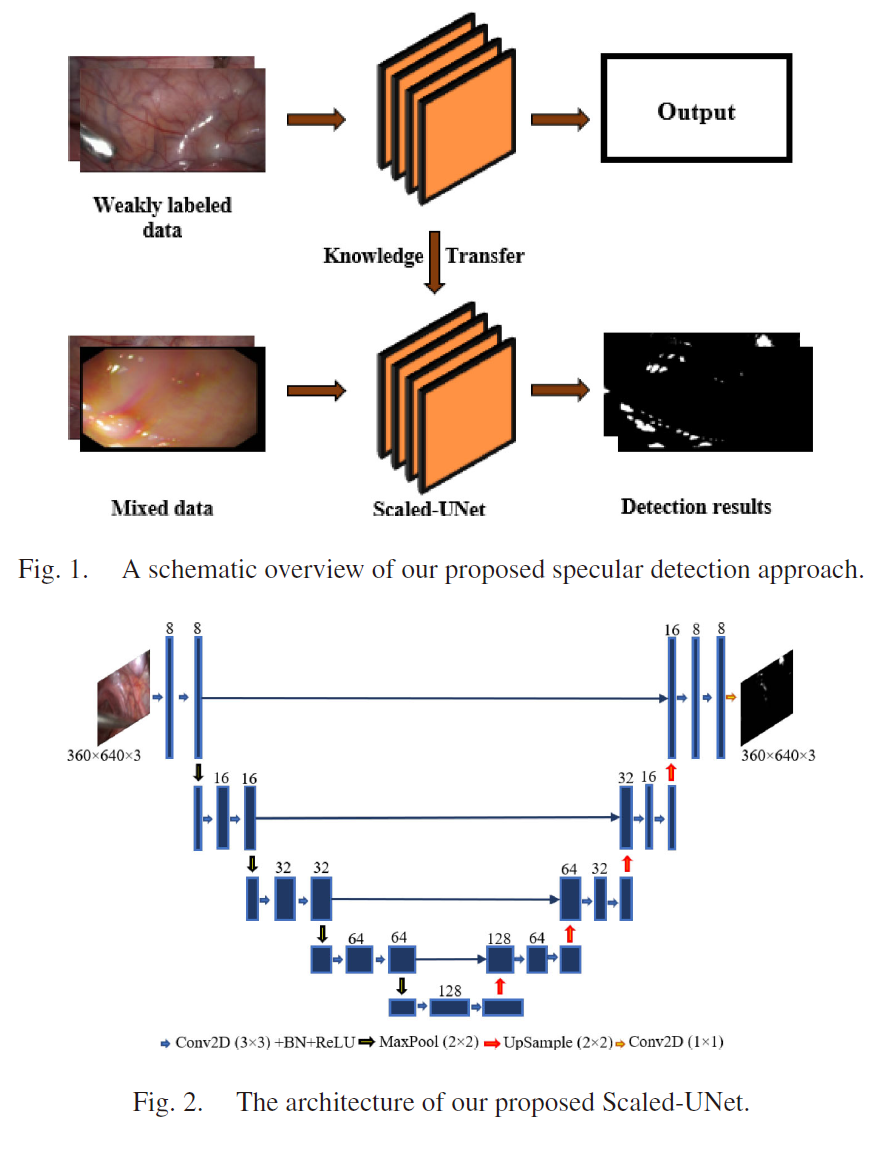 Output
Weakly labeled
data
Knowledge Transfer
Mixed data
Scaled-UNet
Detection results
Fig. 1. A schematic overview of our proposed specular detection approach.
8 8
16 8 8
360×640×3
360×640×3
16 16
32 16
32 32
64 32
64 64
128 64
128
Conv2D (3×3) +BN+ReLU MaxPool (2×2) UpSample (2×2) Conv2D (1×1)
Fig. 2. The architecture of our proposed Scaled-UNet.